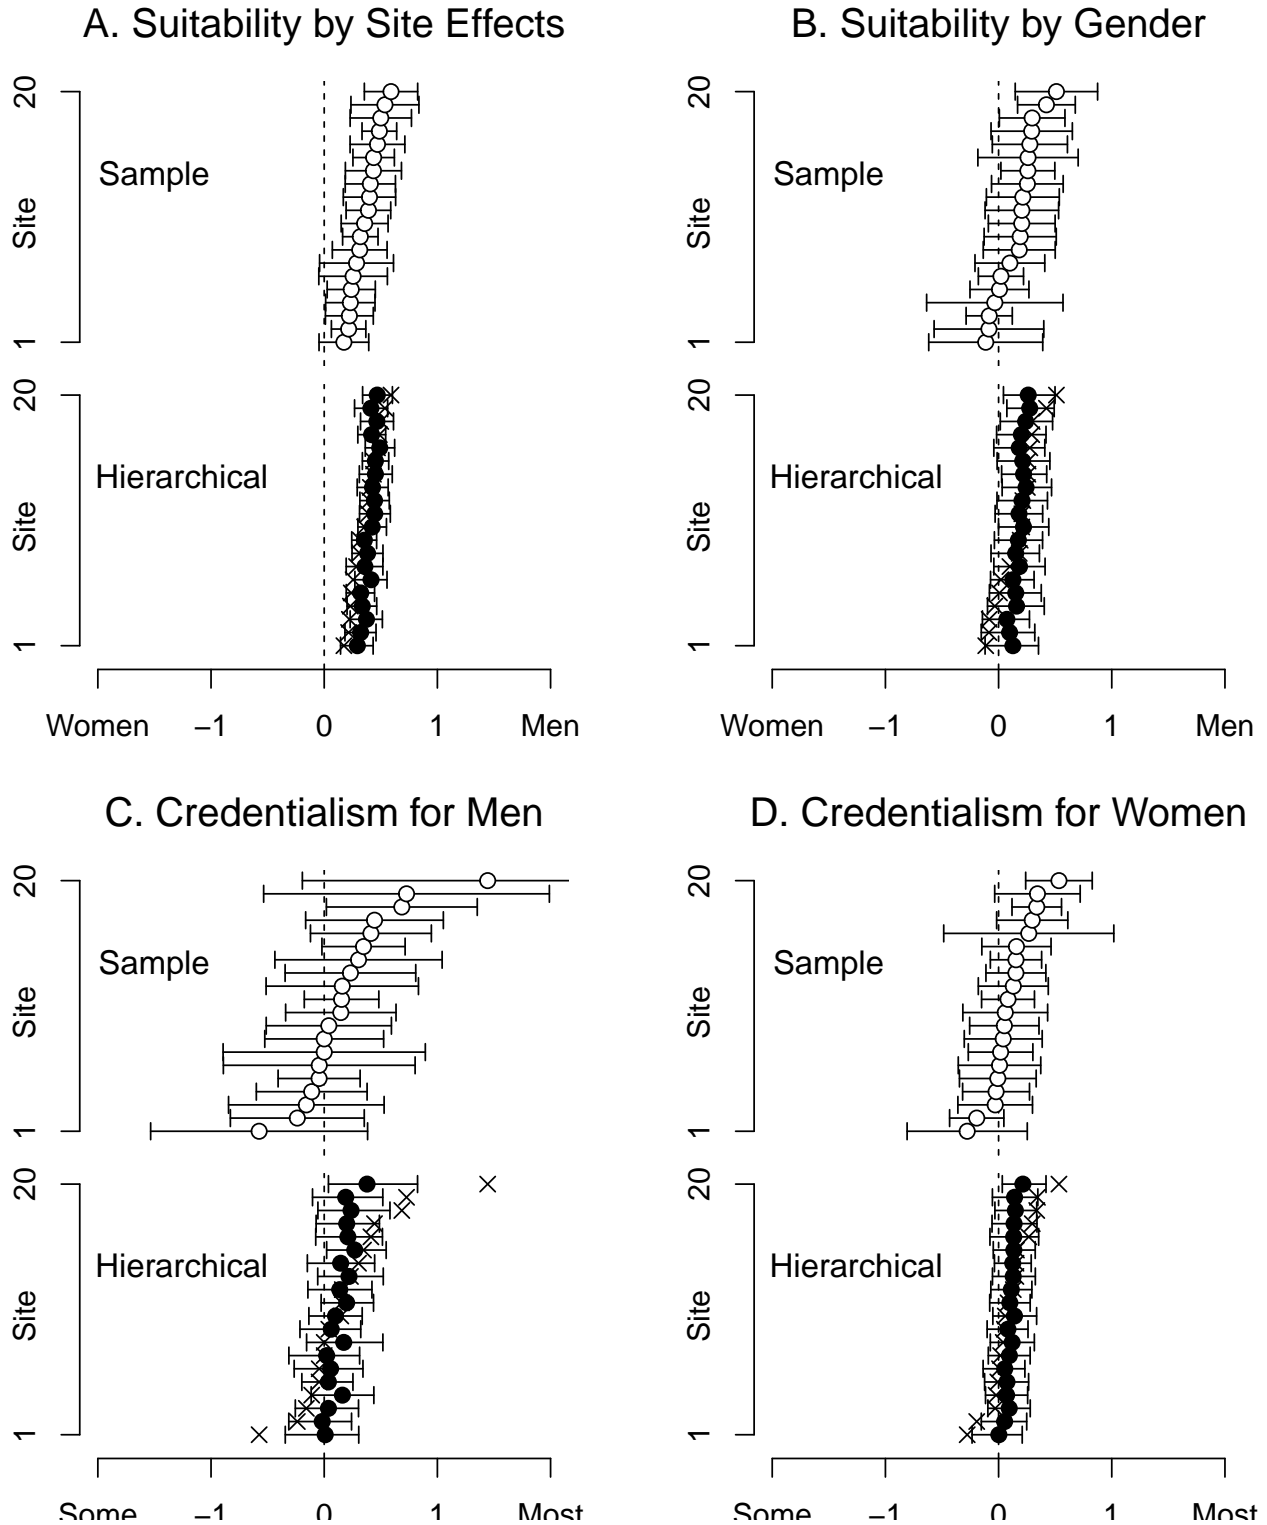 A. Suitability by Site Effects
20
Sample
Site
1
20
Hierarchical
Site
1
Women −1 0 1 Men
B. Suitability by Gender
20
Sample
Site
1
20
Hierarchical
Site
1
Women −1 0 1 Men
C. Credentialism for Men
20
Sample
Site
1
20
Hierarchical
Site
1
Some −1 0 1 Most
D. Credentialism for Women
20
Sample
Site
1
20
Hierarchical
Site
1
Some −1 0 1 Most